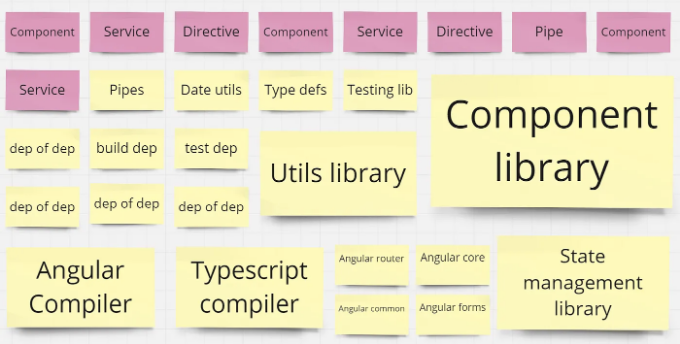 Component
Service
Directive
Component
Service
Directive
Pipe
Component
Service
Pipes
Date utils
Type defs
Testing lib
Component
library
dep of dep
build dep
test dep
Utils library
dep of dep
dep of dep
dep of dep
Angular
Compiler
Typescript
compiler
Angular router
Angular core
Angular common
Angular forms
State
management
library